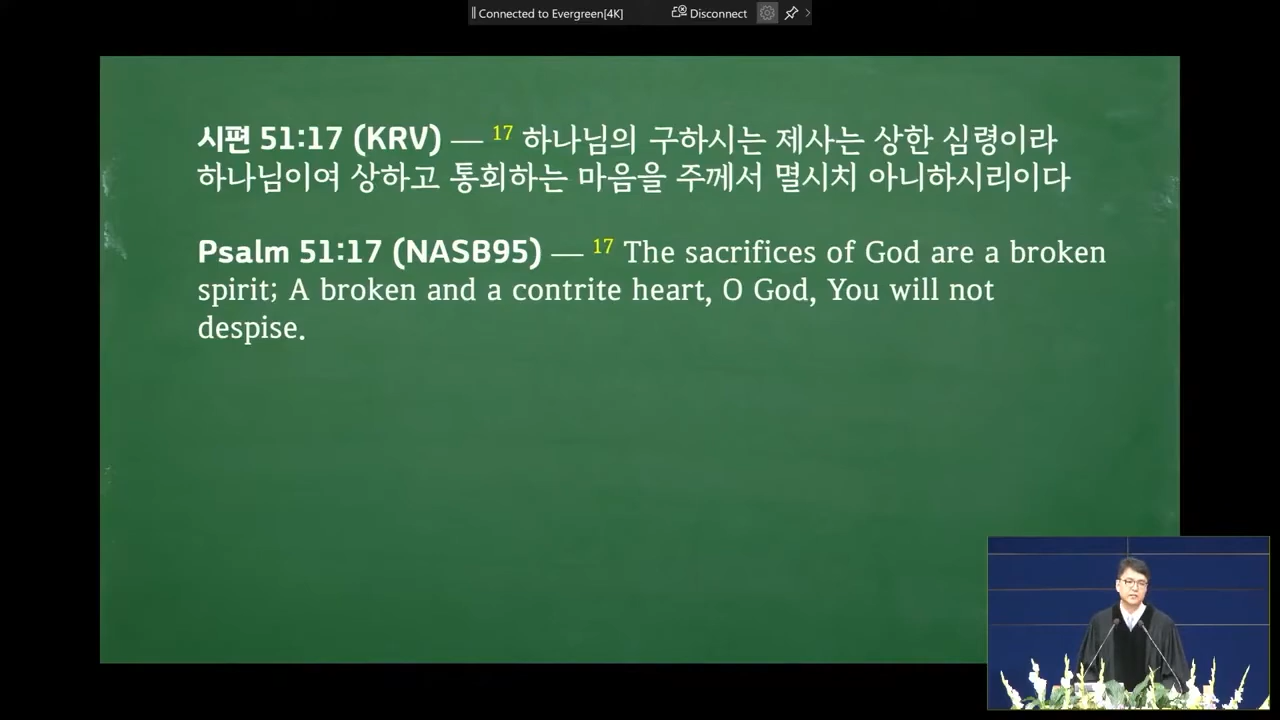 Connected to Evergreen[4K] Disconnect
시편 51:17 (KRV) — 17 하나님의 구하시는 제사는 상한 심령이라
하나님이여 상하고 통회하는 마음을 주께서 멸시치 아니하시리이다
Psalm 51:17 (NASB95) — 17 The sacrifices of God are a broken
spirit; A broken and a contrite heart, O God, You will not
despise.